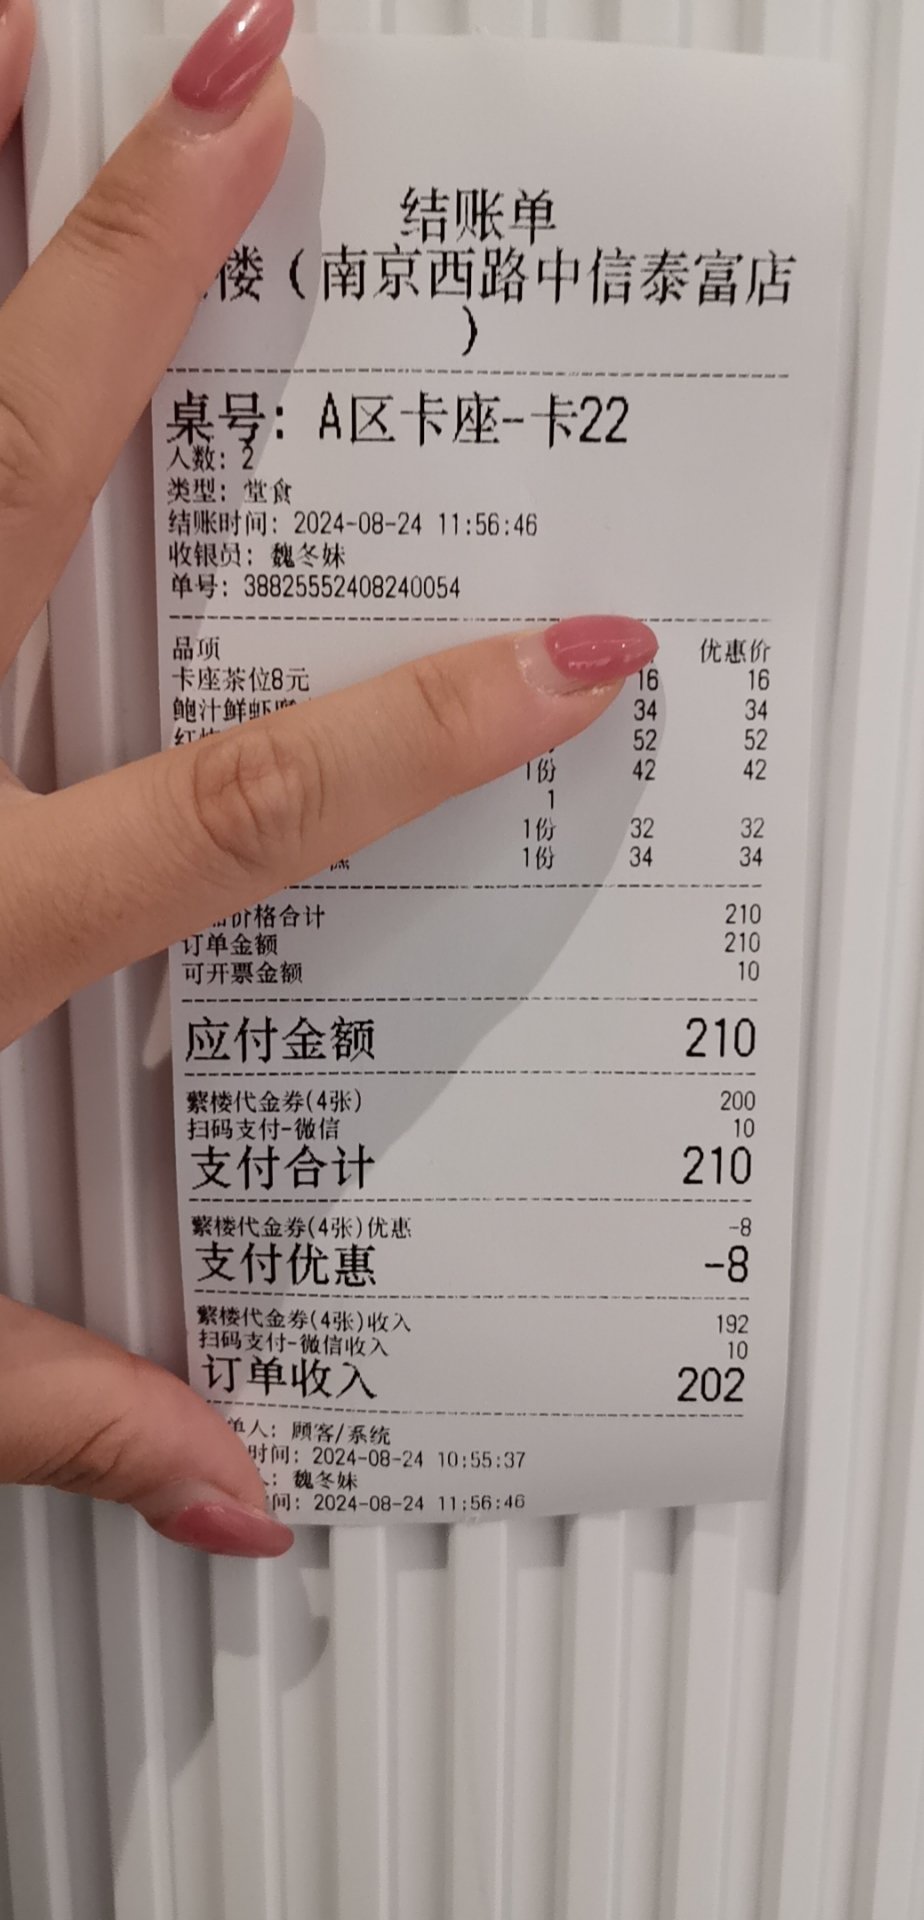 结账单
楼（南京西路中信泰富店
）
桌号: A区卡座-卡22
人数: 2
类型: 堂食
结账时间: 2024-08-24 11:56:46
收银员: 魏冬妹
单号: 38825552408240054
品项 优惠价
卡座茶位8元 16 16
鲍汁鲜虾 34 34
红 52 52
1份 42 42
1
1份 32 32
1份 34 34
价格合计 210
订单金额 210
可开票金额 10
应付金额 210
繁楼代金券(4张) 200
扫码支付-微信 10
支付合计 210
繁楼代金券(4张)优惠 -8
支付优惠 -8
繁楼代金券(4张)收入 192
扫码支付-微信收入 10
订单收入 202
单人: 顾客/系统
时间: 2024-08-24 10:55:37
人: 魏冬妹
间: 2024-08-24 11:56:46